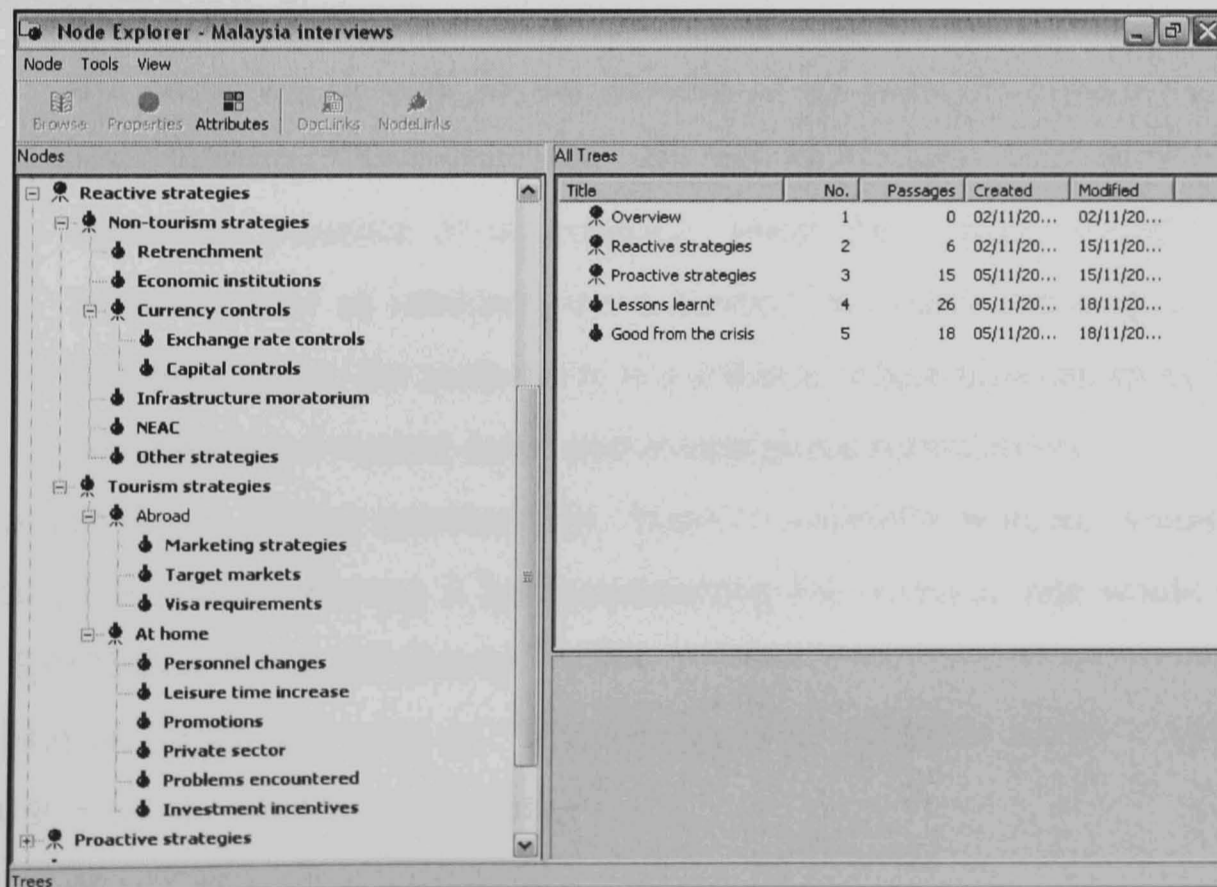 Node Explorer - Malaysia interviews
Node Tools View
Browse Properties Attributes DocLinks NodeLinks
Nodes
Reactive strategies
Non-tourism strategies
Retrenchment
Economic institutions
Currency controls
Exchange rate controls
Capital controls
Infrastructure moratorium
NEAC
Other strategies
Tourism strategies
Abroad
Marketing strategies
Target markets
Visa requirements
At home
Personnel changes
Leisure time increase
Promotions
Private sector
Problems encountered
Investment incentives
Proactive strategies
All Trees
Title No. Passages Created Modified
Overview 1 0 02/11/20... 02/11/20...
Reactive strategies 2 6 02/11/20... 15/11/20...
Proactive strategies 3 15 05/11/20... 15/11/20...
Lessons learnt 4 26 05/11/20... 18/11/20...
Good from the crisis 5 18 05/11/20... 18/11/20...
Trees